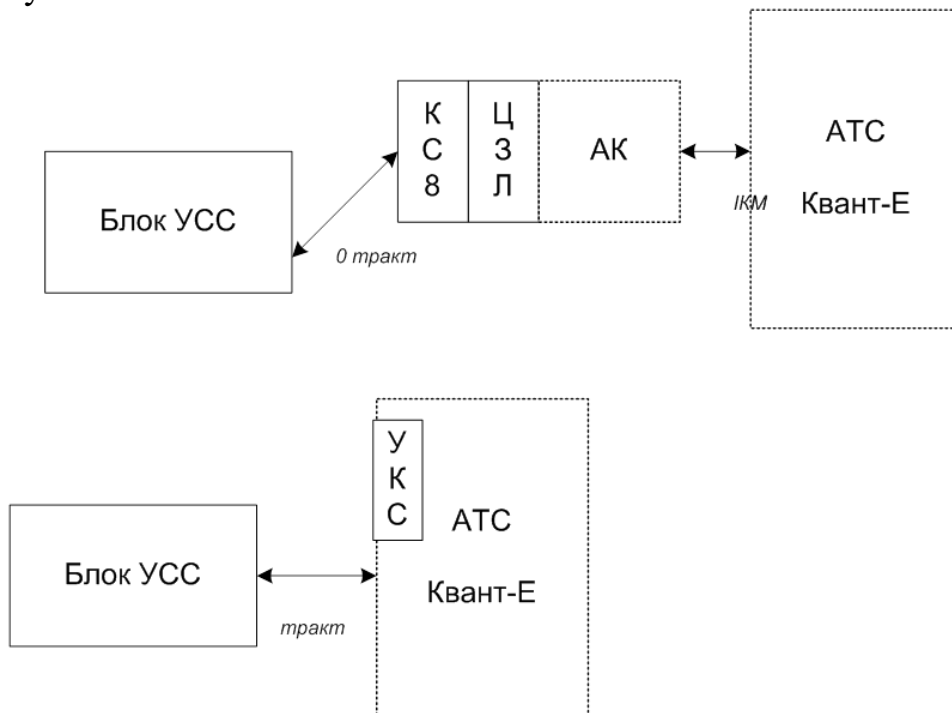 у
К
С
8
Ц
З
Л
АК
АТС
Квант-Е
ІКМ
Блок УСС
0 тракт
У
К
С
АТС
Квант-Е
Блок УСС
тракт